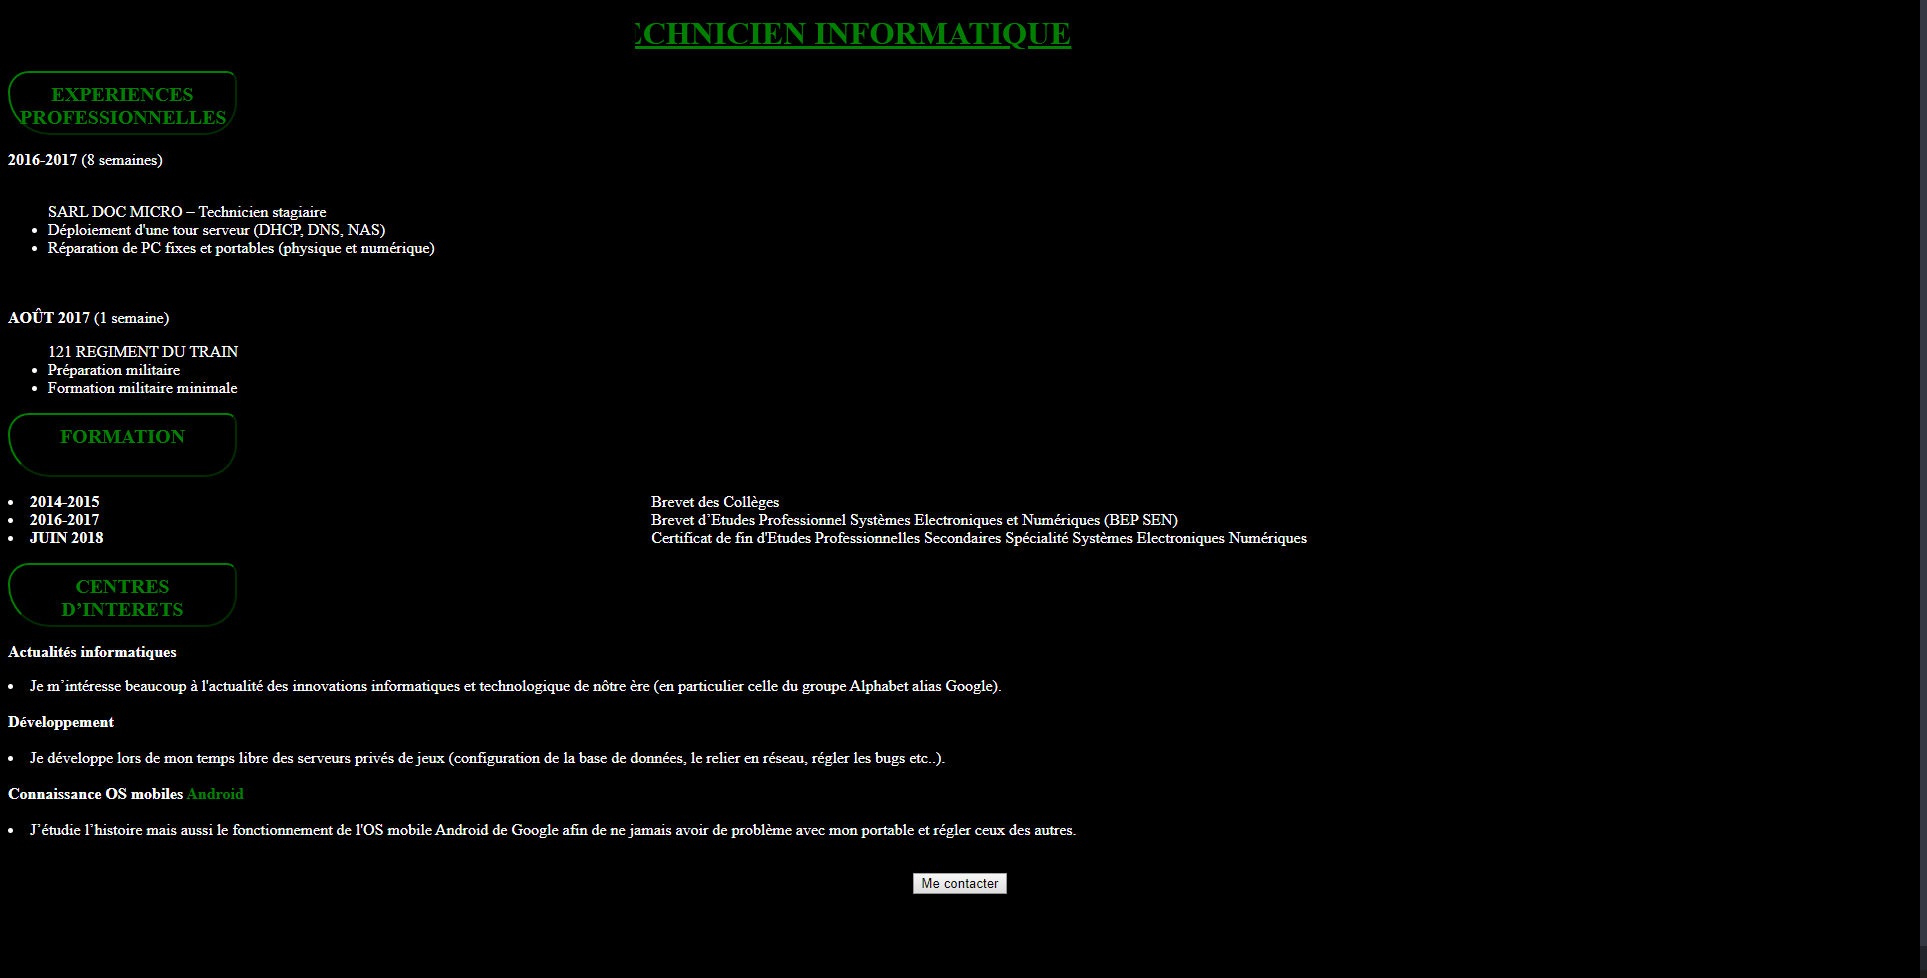 ECHNICIEN INFORMATIQUE
EXPERIENCES
PROFESSIONNELLES
2016-2017 (8 semaines)
SARL DOC MICRO – Technicien stagiaire
• Déploiement d'une tour serveur (DHCP, DNS, NAS)
• Réparation de PC fixes et portables (physique et numérique)
AOÛT 2017 (1 semaine)
121 REGIMENT DU TRAIN
• Préparation militaire
• Formation militaire minimale
FORMATION
• 2014-2015 Brevet des Collèges
• 2016-2017 Brevet d’Etudes Professionnel Systèmes Electroniques et Numériques (BEP SEN)
• JUIN 2018 Certificat de fin d'Etudes Professionnelles Secondaires Spécialité Systèmes Electroniques Numériques
CENTRES
D’INTERETS
Actualités informatiques
• Je m’intéresse beaucoup à l'actualité des innovations informatiques et technologique de nôtre ère (en particulier celle du groupe Alphabet alias Google).
Développement
• Je développe lors de mon temps libre des serveurs privés de jeux (configuration de la base de données, le relier en réseau, régler les bugs etc..).
Connaissance OS mobiles Android
• J’étudie l’histoire mais aussi le fonctionnement de l'OS mobile Android de Google afin de ne jamais avoir de problème avec mon portable et régler ceux des autres.
Me contacter